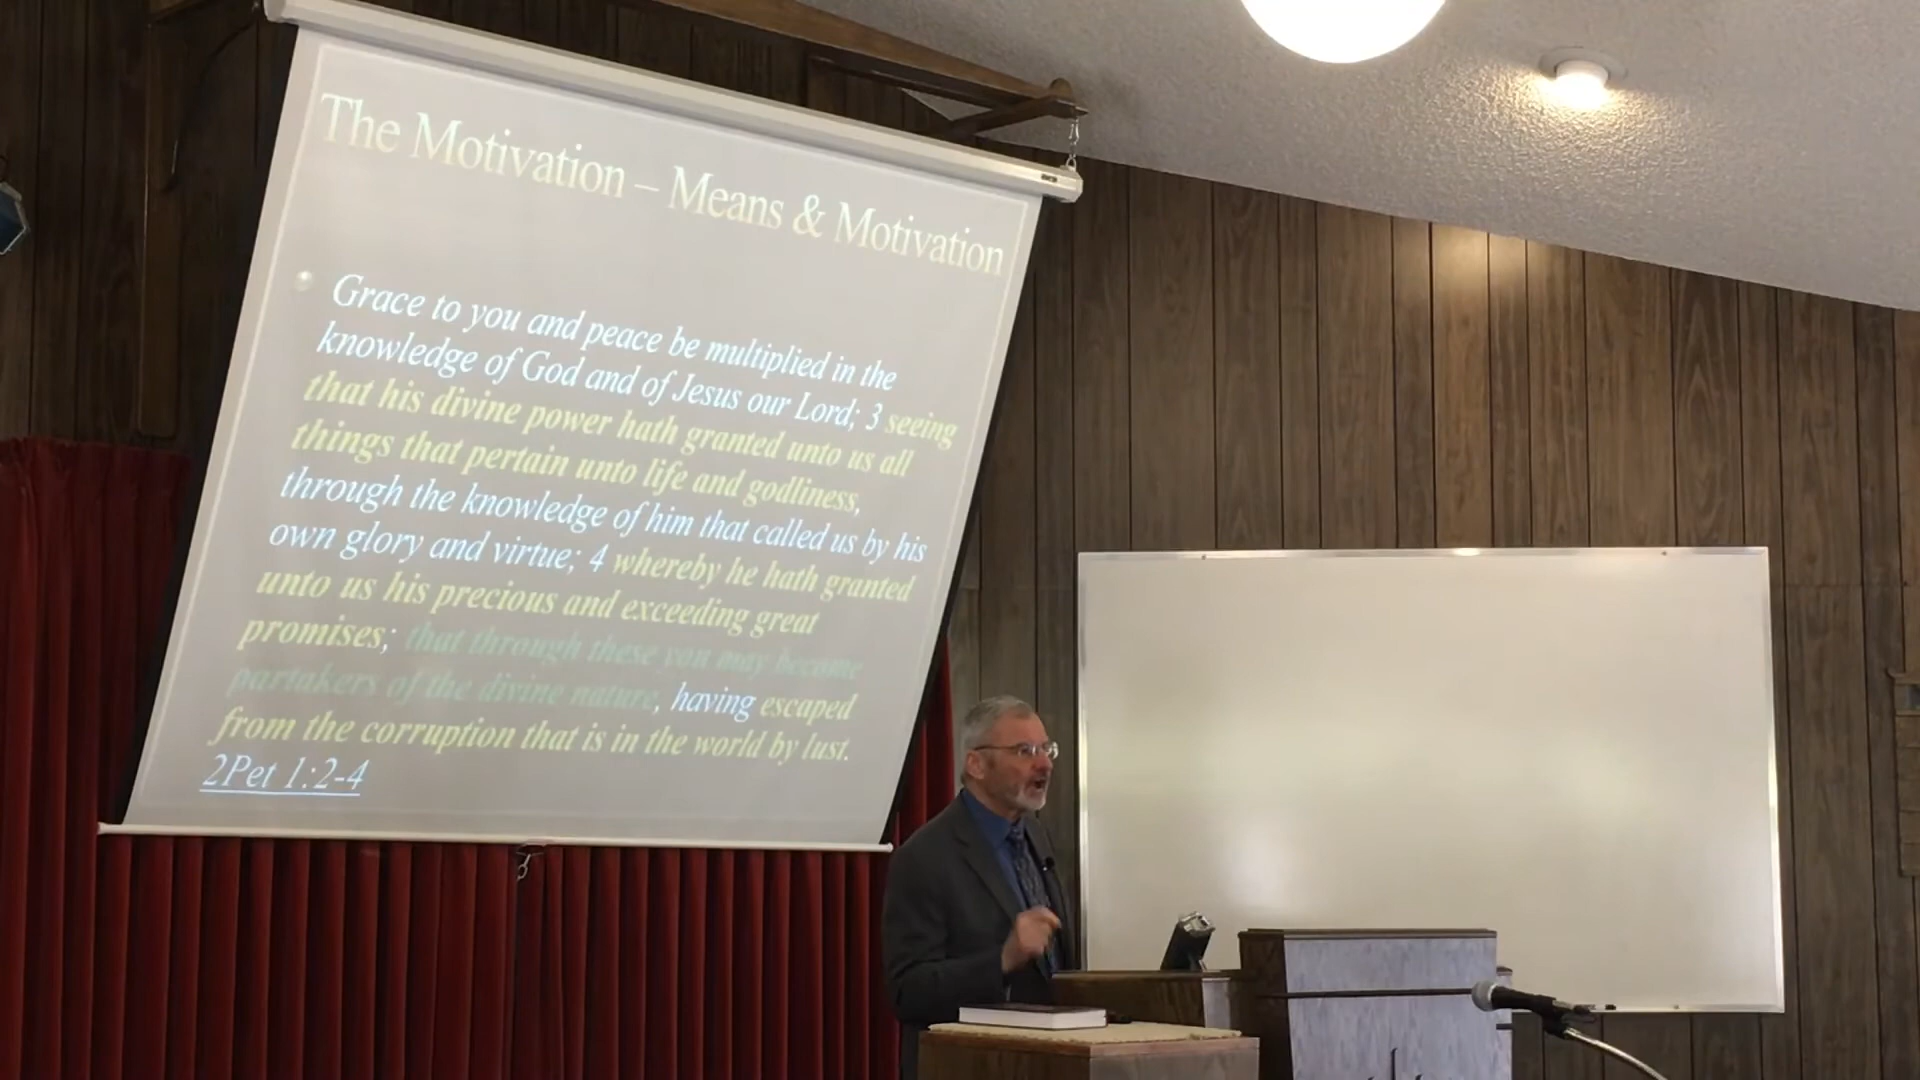 The Motivation – Means & Motivation
Grace to you and peace be multiplied in the
knowledge of God and of Jesus our Lord; 3 seeing
that his divine power hath granted unto us all
things that pertain unto life and godliness,
through the knowledge of him that called us by his
own glory and virtue; 4 whereby he hath granted
unto us his precious and exceeding great
promises; that through these you may become
partakers of the divine nature, having escaped
from the corruption that is in the world by lust.
2Pet 1:2-4